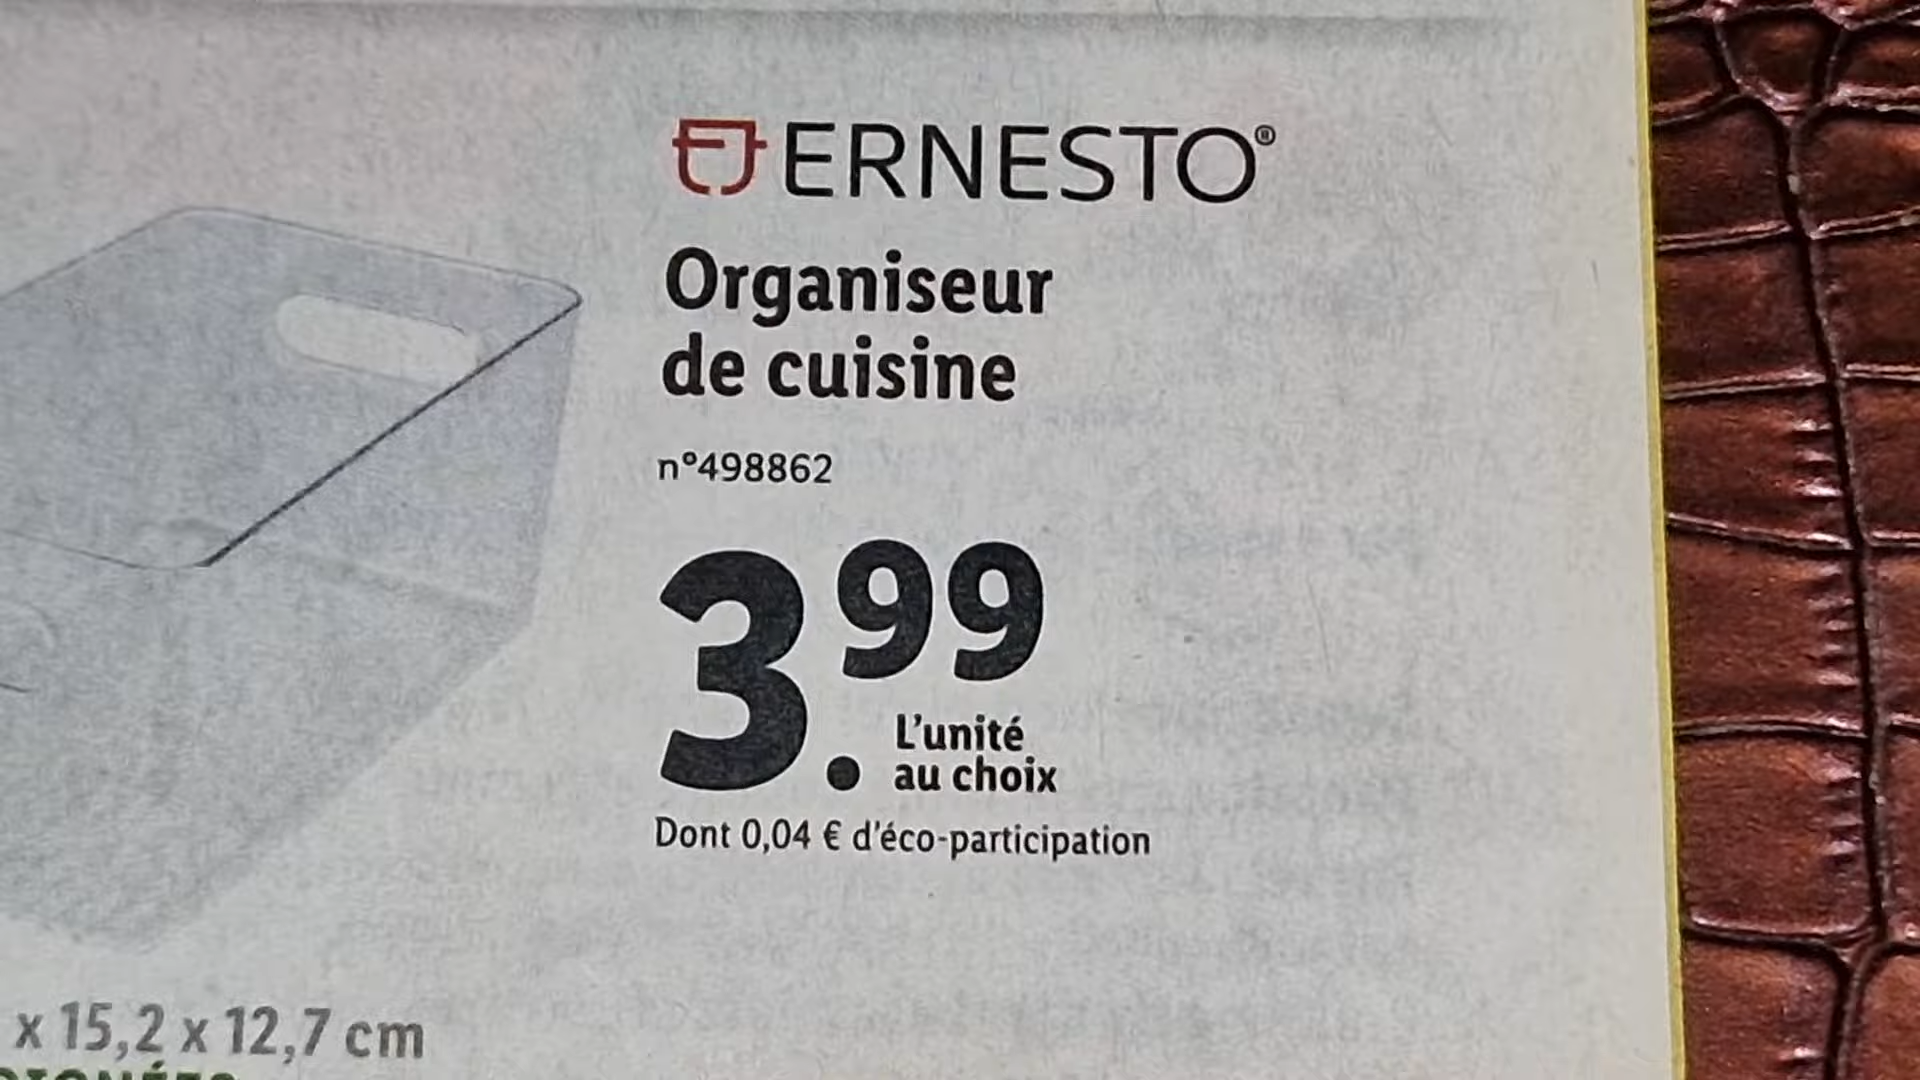 ERNESTO®
Organiseur
de cuisine
n°498862
3.99
L'unité
au choix
Dont 0,04 € d'éco-participation
x 15,2 x 12,7 cm